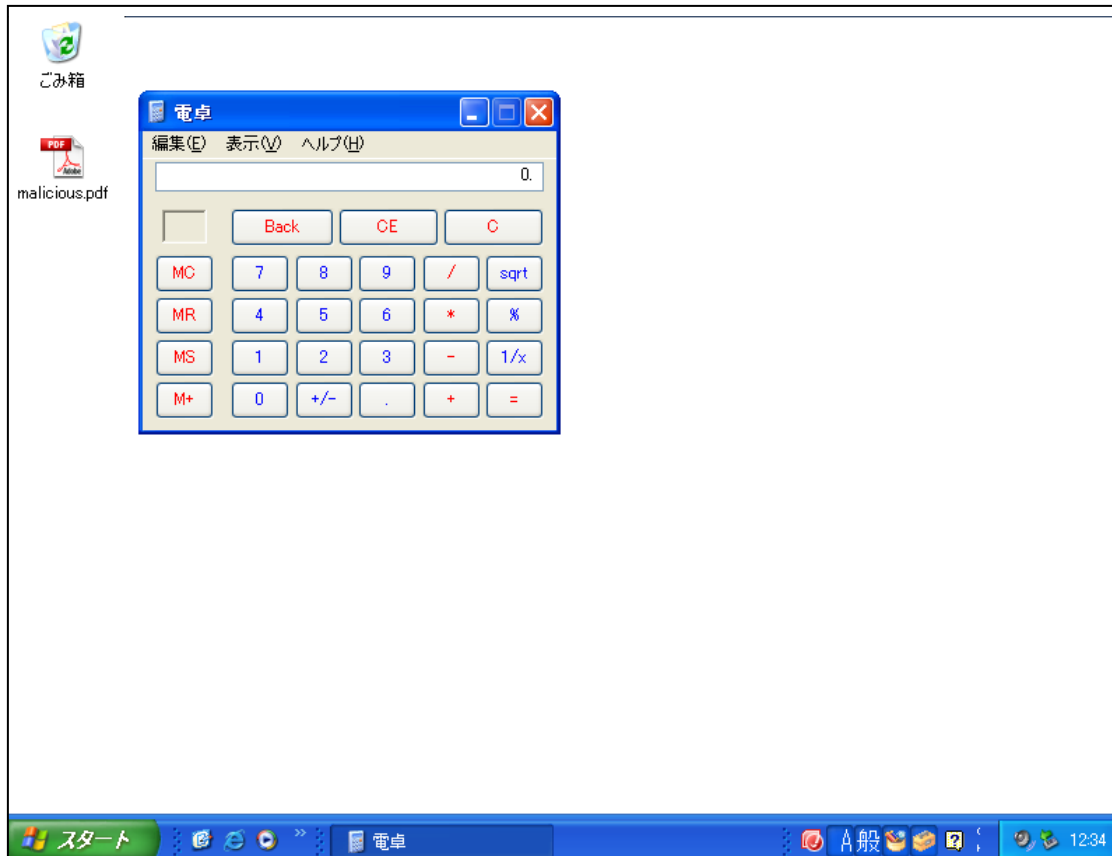 ごみ箱
PDF
Adobe
malicious.pdf
電卓
編集(E) 表示(V) ヘルプ(H)
0.
Back CE C
MC 7 8 9 / sqrt
MR 4 5 6 * %
MS 1 2 3 - 1/x
M+ 0 +/- . + =
スタート » 電卓 A 般 12:34